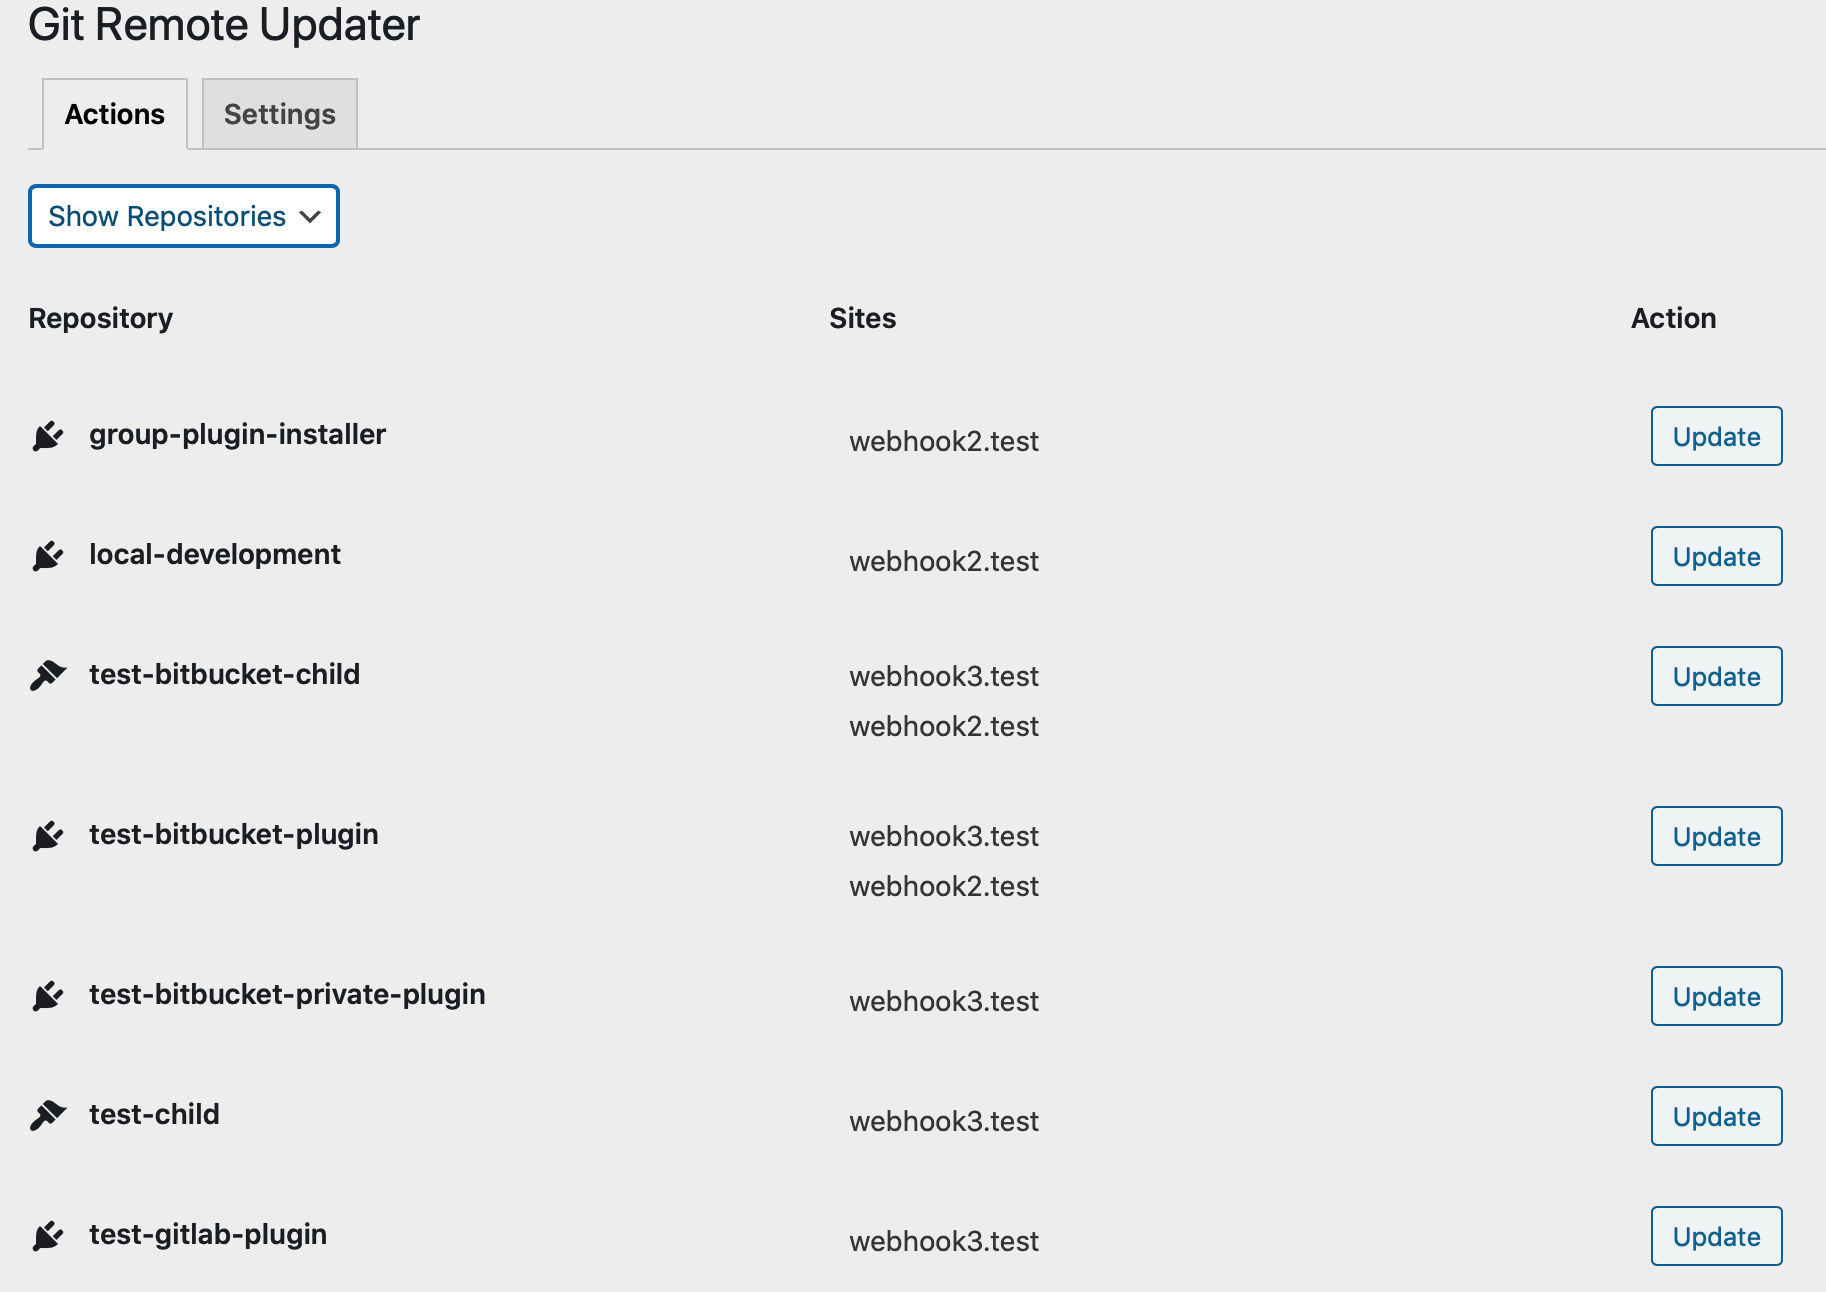 Git Remote Updater
Actions Settings
Show Repositories
Repository Sites Action
group-plugin-installer webhook2.test Update
local-development webhook2.test Update
test-bitbucket-child webhook3.test Update
webhook2.test
test-bitbucket-plugin webhook3.test Update
webhook2.test
test-bitbucket-private-plugin webhook3.test Update
test-child webhook3.test Update
test-gitlab-plugin webhook3.test Update